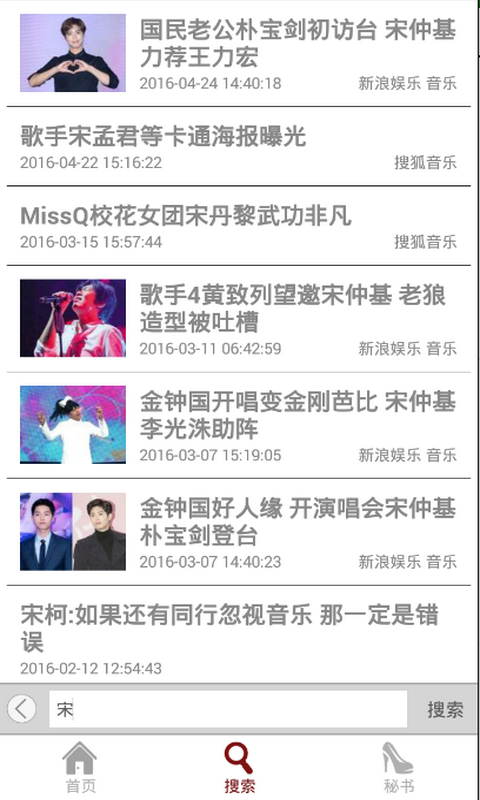 国民老公朴宝剑初访台 宋仲基
力荐王力宏
2016-04-24 14:40:18 新浪娱乐 音乐
歌手宋孟君等卡通海报曝光
2016-04-22 15:16:22 搜狐音乐
MissQ校花女团宋丹黎武功非凡
2016-03-15 15:57:44 搜狐音乐
歌手4黄致列望邀宋仲基 老狼
造型被吐槽
2016-03-11 06:42:59 新浪娱乐 音乐
金钟国开唱变金刚芭比 宋仲基
李光洙助阵
2016-03-07 15:19:05 新浪娱乐 音乐
金钟国好人缘 开演唱会宋仲基
朴宝剑登台
2016-03-07 14:40:23 新浪娱乐 音乐
宋柯:如果还有同行忽视音乐 那一定是错
误
2016-02-12 12:54:43
宋 搜索
首页 搜索 秘书